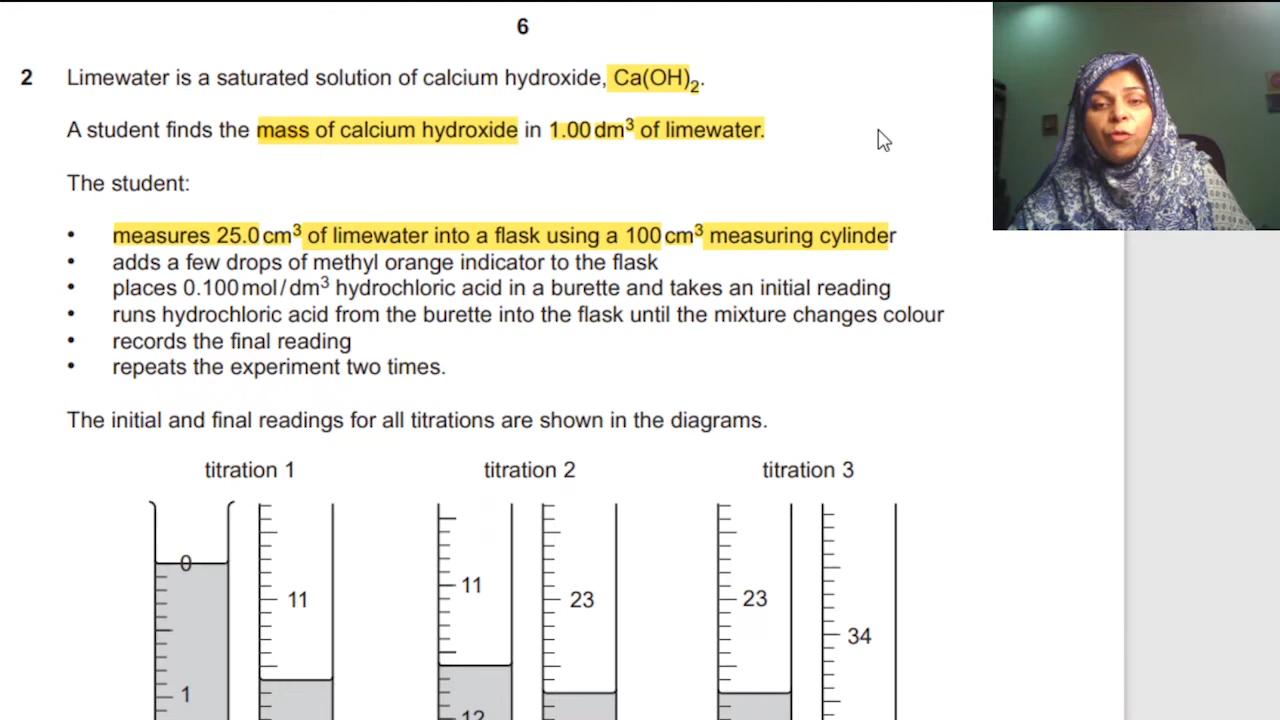 6
2 Limewater is a saturated solution of calcium hydroxide, Ca(OH)₂.
A student finds the mass of calcium hydroxide in 1.00 dm³ of limewater.
The student:
• measures 25.0 cm³ of limewater into a flask using a 100 cm³ measuring cylinder
• adds a few drops of methyl orange indicator to the flask
• places 0.100 mol/dm³ hydrochloric acid in a burette and takes an initial reading
• runs hydrochloric acid from the burette into the flask until the mixture changes colour
• records the final reading
• repeats the experiment two times.
The initial and final readings for all titrations are shown in the diagrams.
titration 1 titration 2 titration 3
0
11 11 23 23 34
1 12